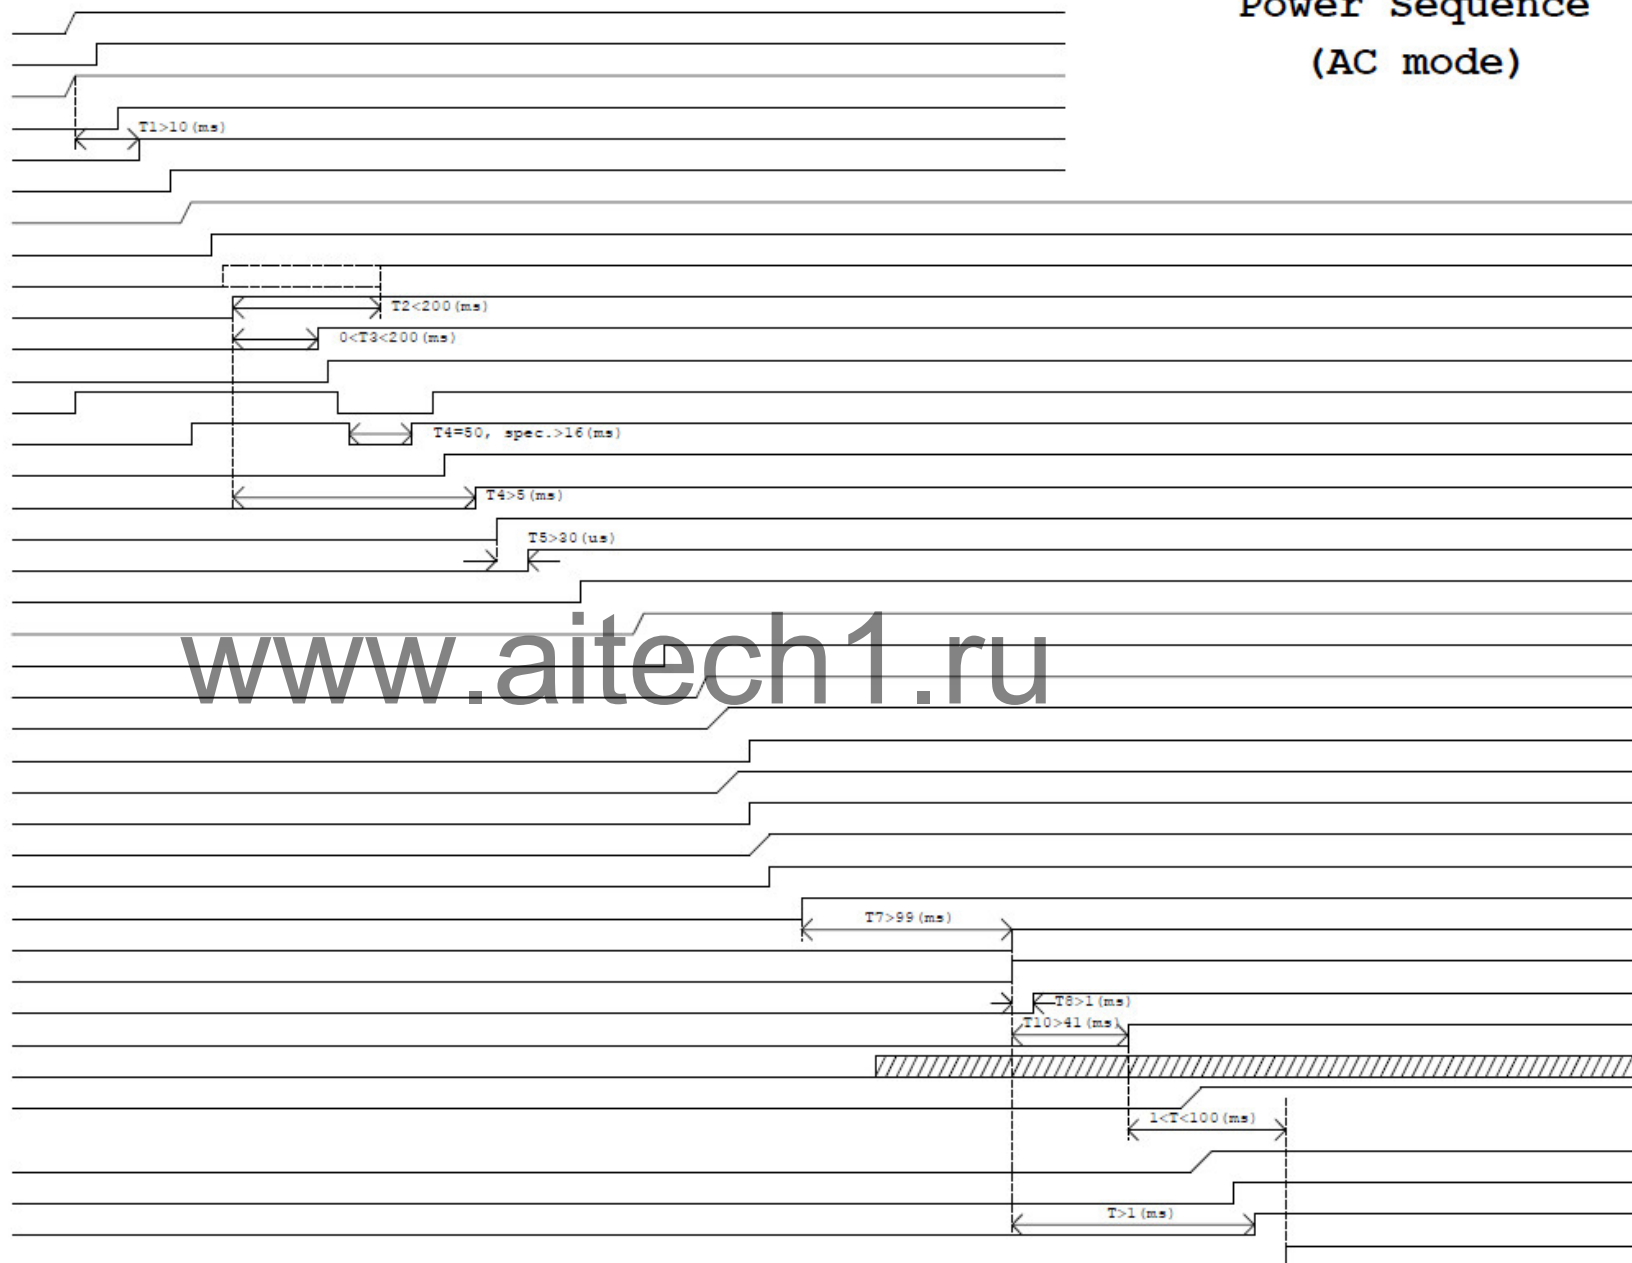 Power Sequence
(AC mode)
T1>10(ms)
T2<200(ms)
0<T3<200(ms)
T4=50, spec.>16(ms)
T4>5(ms)
T5>30(us)
www.aitech1.ru
T7>99(ms)
T8>1(ms)
T10>41(ms)
1<T<100(ms)
T>1(ms)